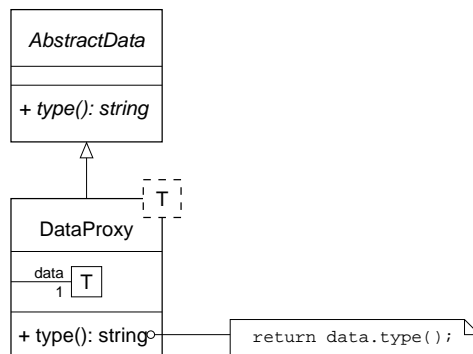 AbstractData
+ type(): string
T
DataProxy
data
1
T
+ type(): string
return data.type();